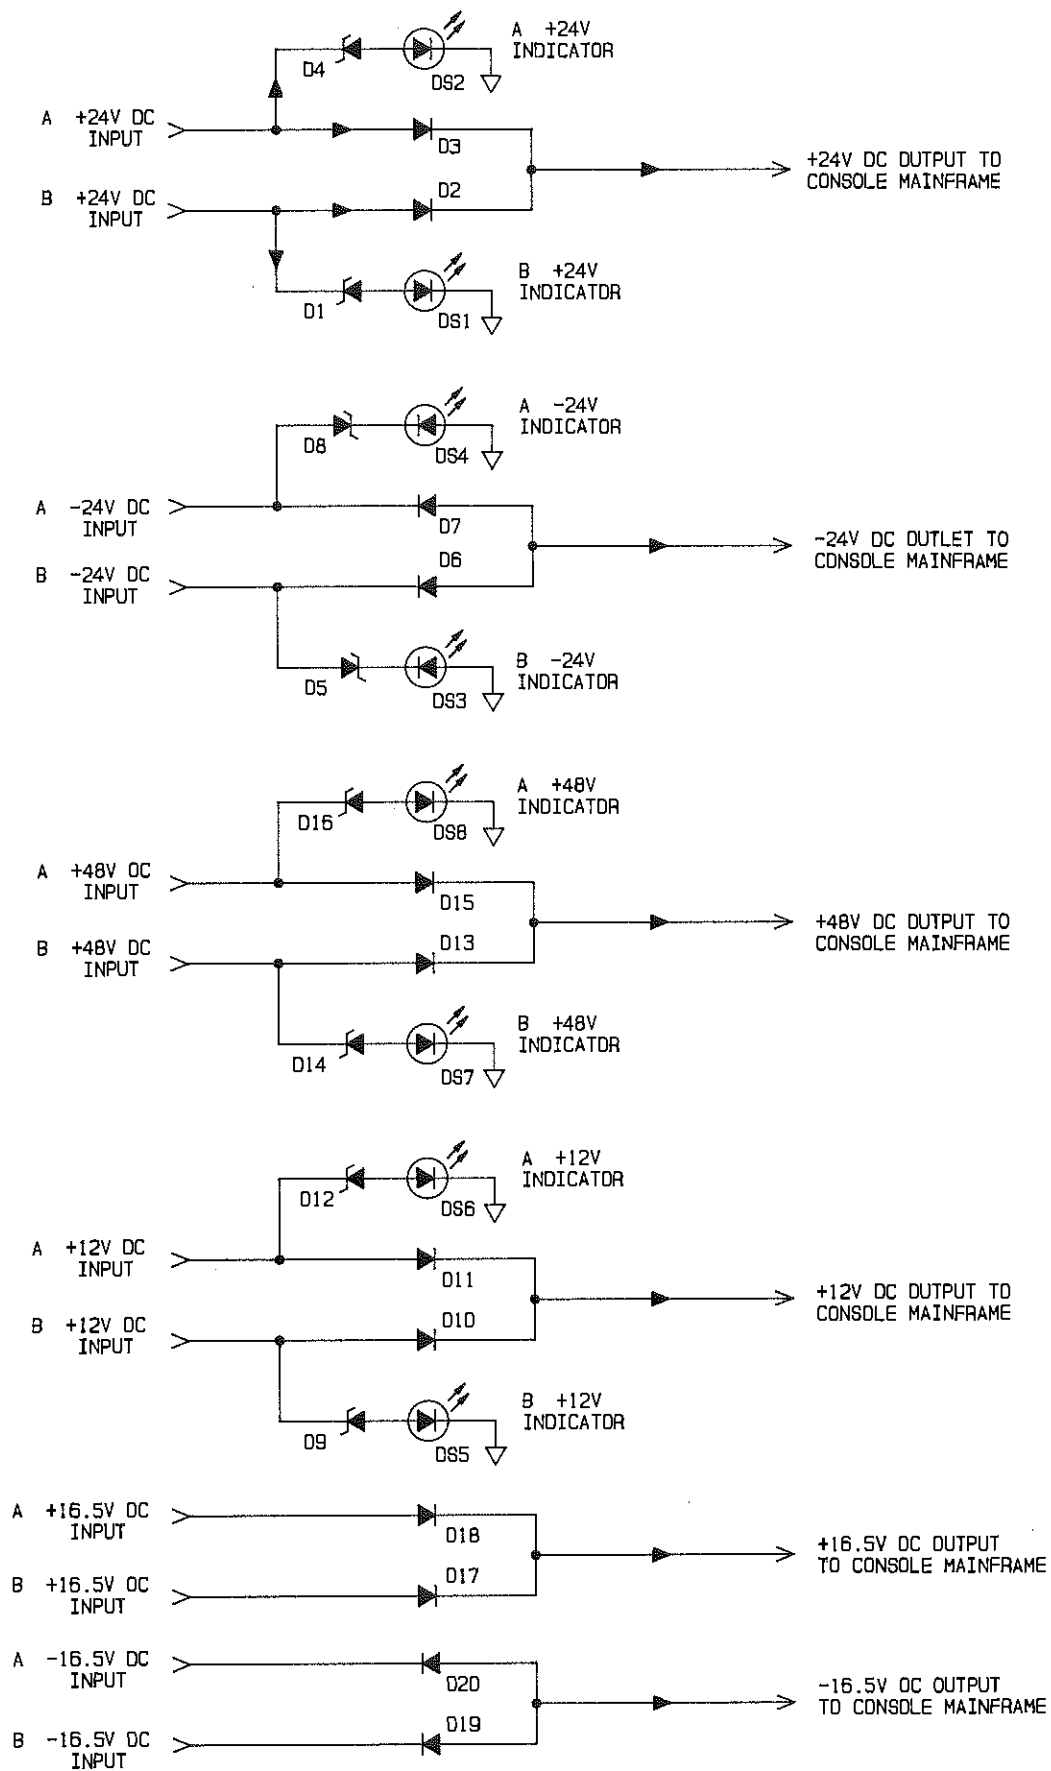 A +24V
INDICATOR
D4
DS2
A +24V DC
INPUT
D3
+24V DC OUTPUT TO
CONSOLE MAINFRAME
B +24V DC
INPUT
D2
B +24V
INDICATOR
D1
DS1
A -24V
INDICATOR
D8
DS4
A -24V DC
INPUT
D7
-24V DC OUTLET TO
CONSOLE MAINFRAME
B -24V DC
INPUT
D6
B -24V
INDICATOR
D5
DS3
A +48V
INDICATOR
D16
DS8
A +48V DC
INPUT
D15
+48V DC OUTPUT TO
CONSOLE MAINFRAME
B +48V DC
INPUT
D13
B +48V
INDICATOR
D14
DS7
A +12V
INDICATOR
D12
DS6
A +12V DC
INPUT
D11
+12V DC OUTPUT TO
CONSOLE MAINFRAME
B +12V DC
INPUT
D10
B +12V
INDICATOR
D9
DS5
A +16.5V DC
INPUT
D18
+16.5V DC OUTPUT
TO CONSOLE MAINFRAME
B +16.5V DC
INPUT
D17
A -16.5V DC
INPUT
D20
-16.5V DC OUTPUT
TO CONSOLE MAINFRAME
B -16.5V DC
INPUT
D19